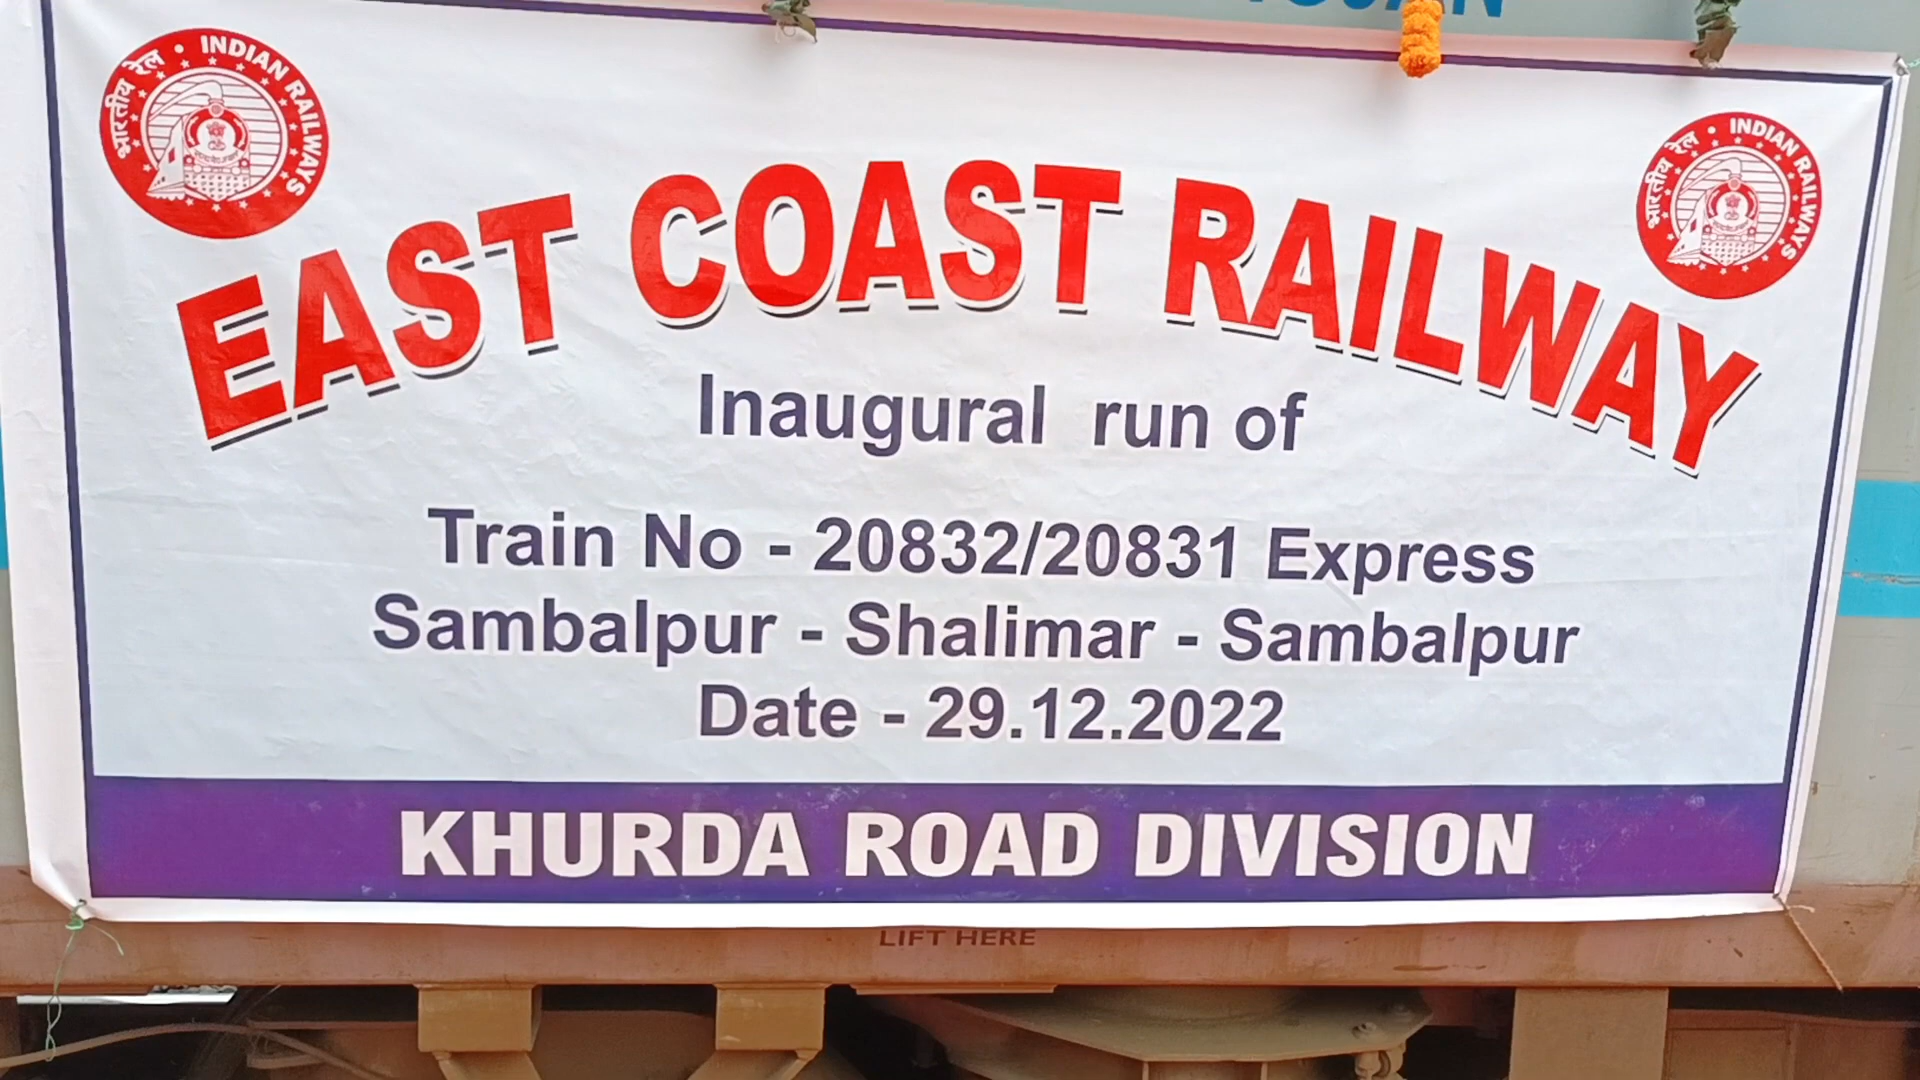 भारतीय रेल • INDIAN RAILWAYS
भारतीय रेल • INDIAN RAILWAYS
EAST COAST RAILWAY
Inaugural run of
Train No - 20832/20831 Express
Sambalpur - Shalimar - Sambalpur
Date - 29.12.2022
KHURDA ROAD DIVISION
LIFT HERE